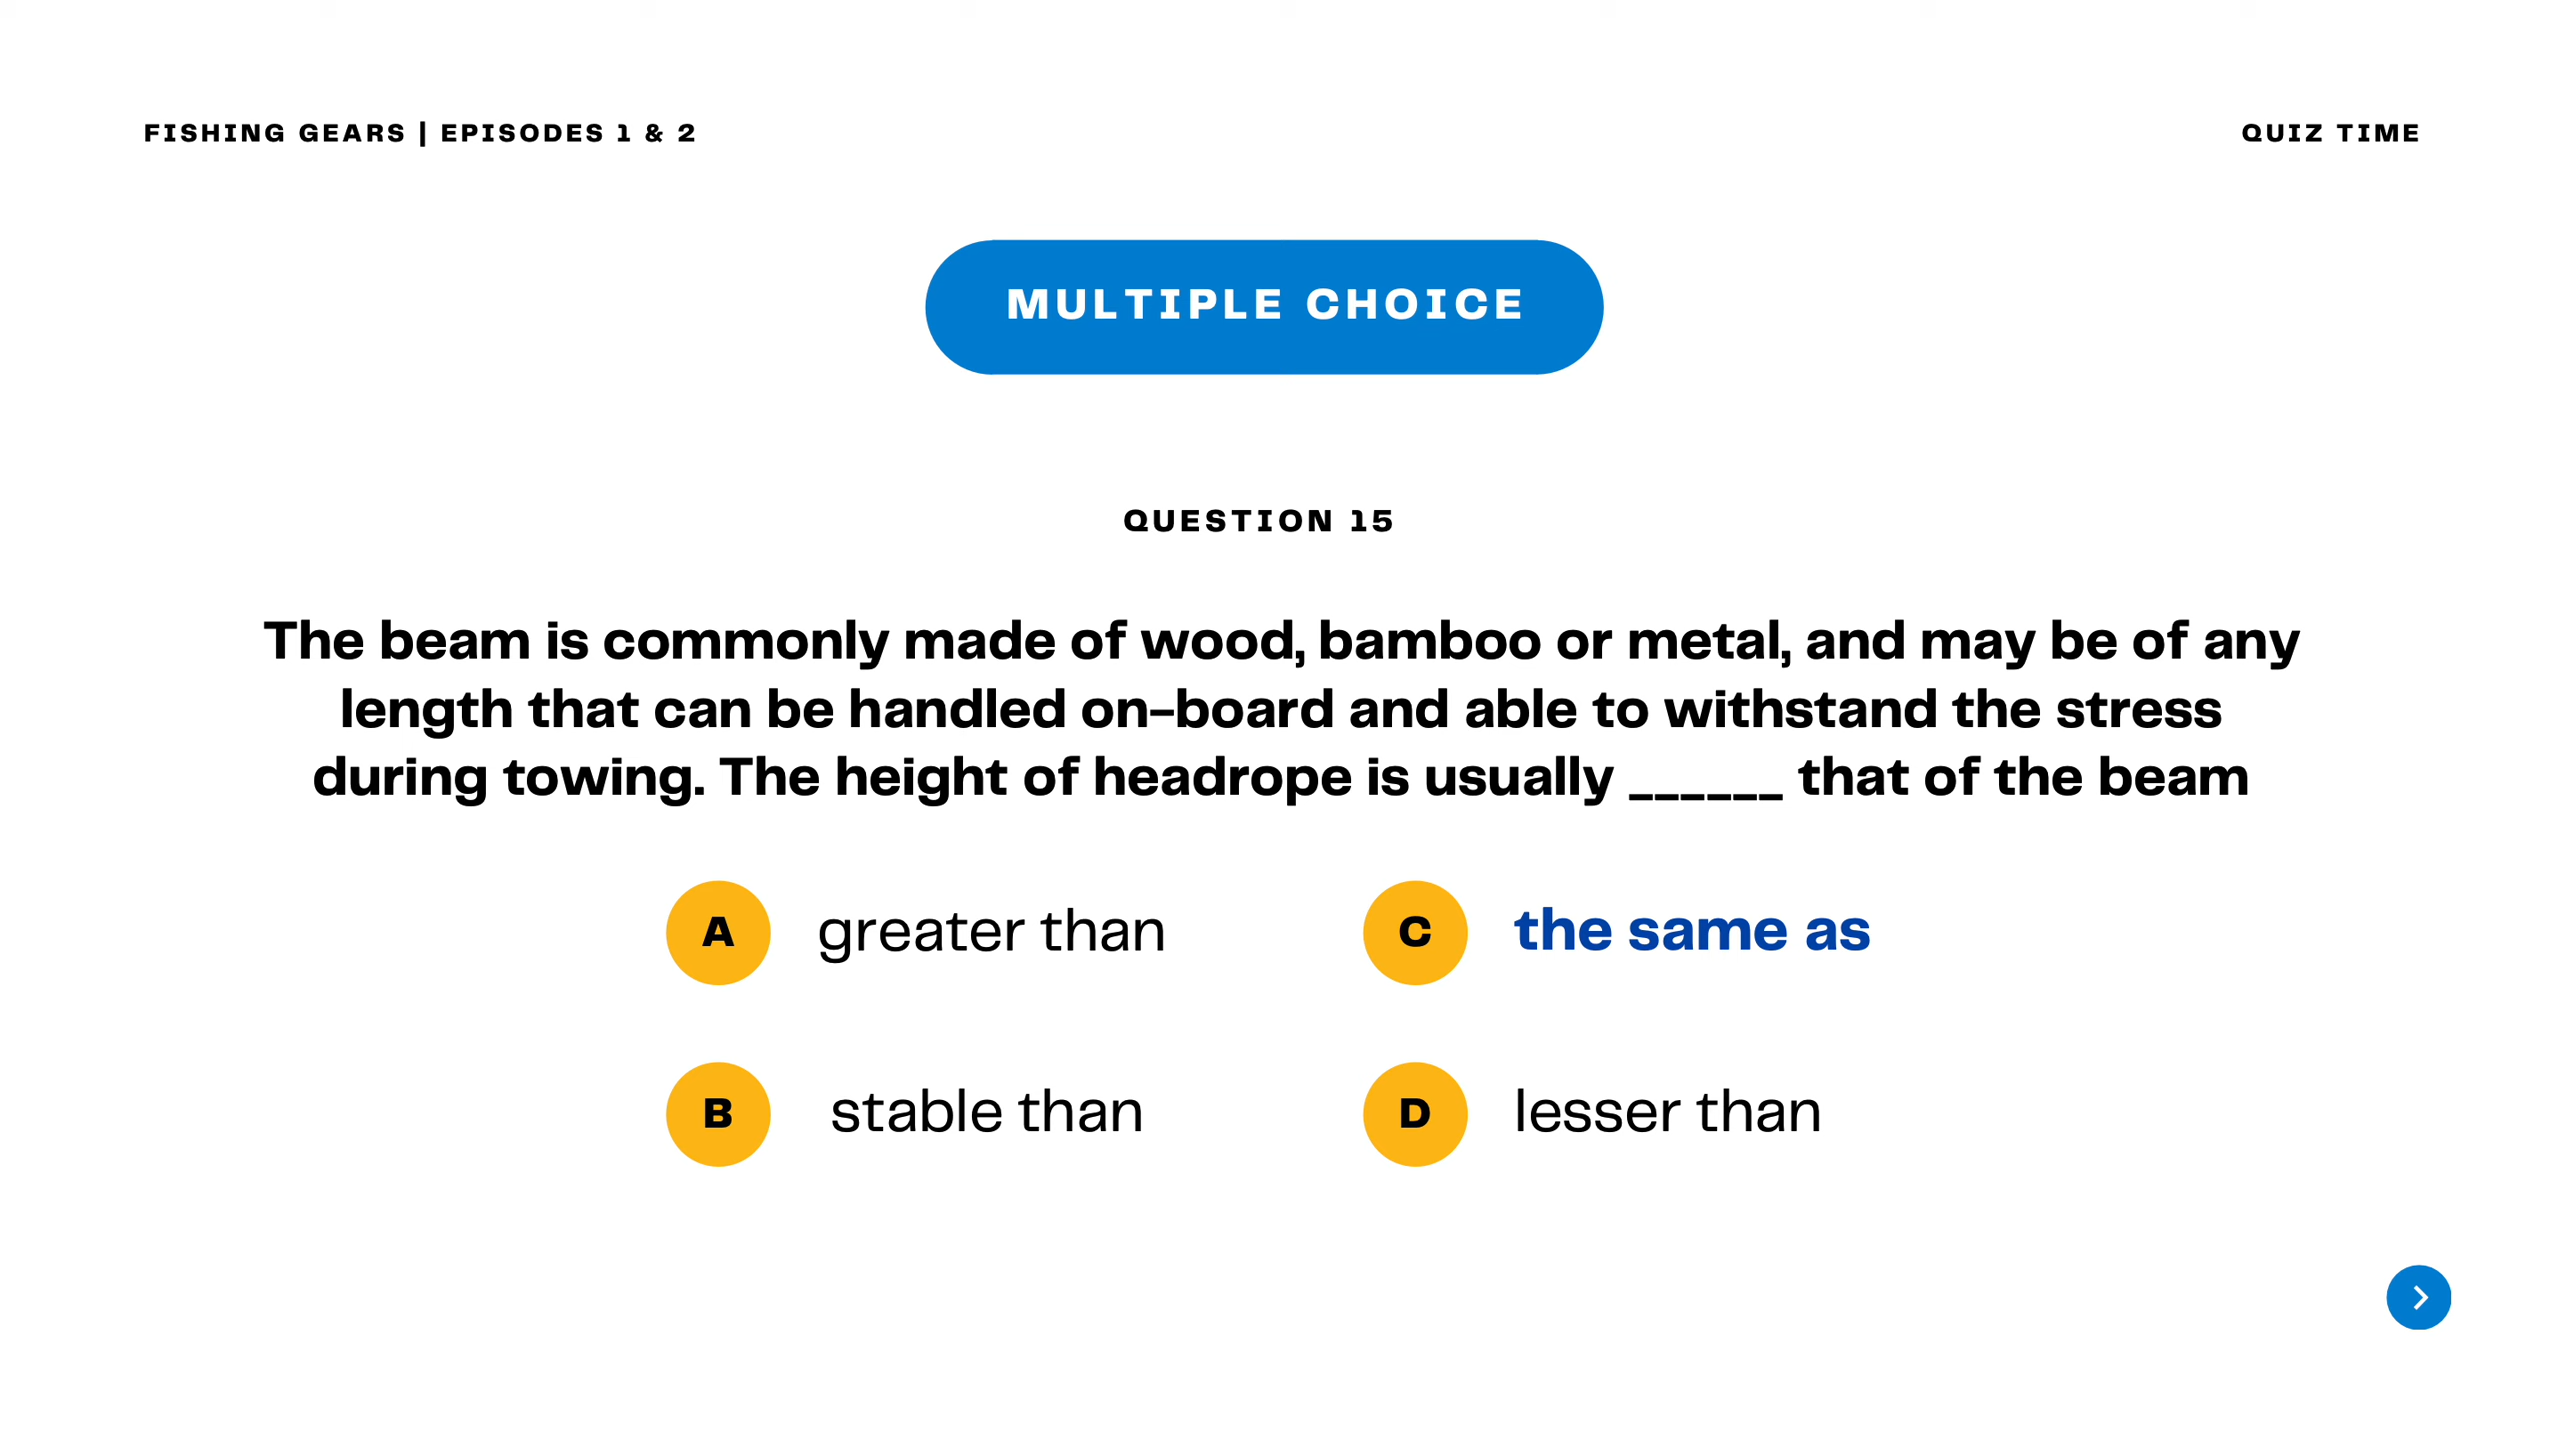 FISHING GEARS | EPISODES 1 & 2
QUIZ TIME
MULTIPLE CHOICE
QUESTION 15
The beam is commonly made of wood, bamboo or metal, and may be of any
length that can be handled on-board and able to withstand the stress
during towing. The height of headrope is usually ______ that of the beam
A greater than
C the same as
B stable than
D lesser than